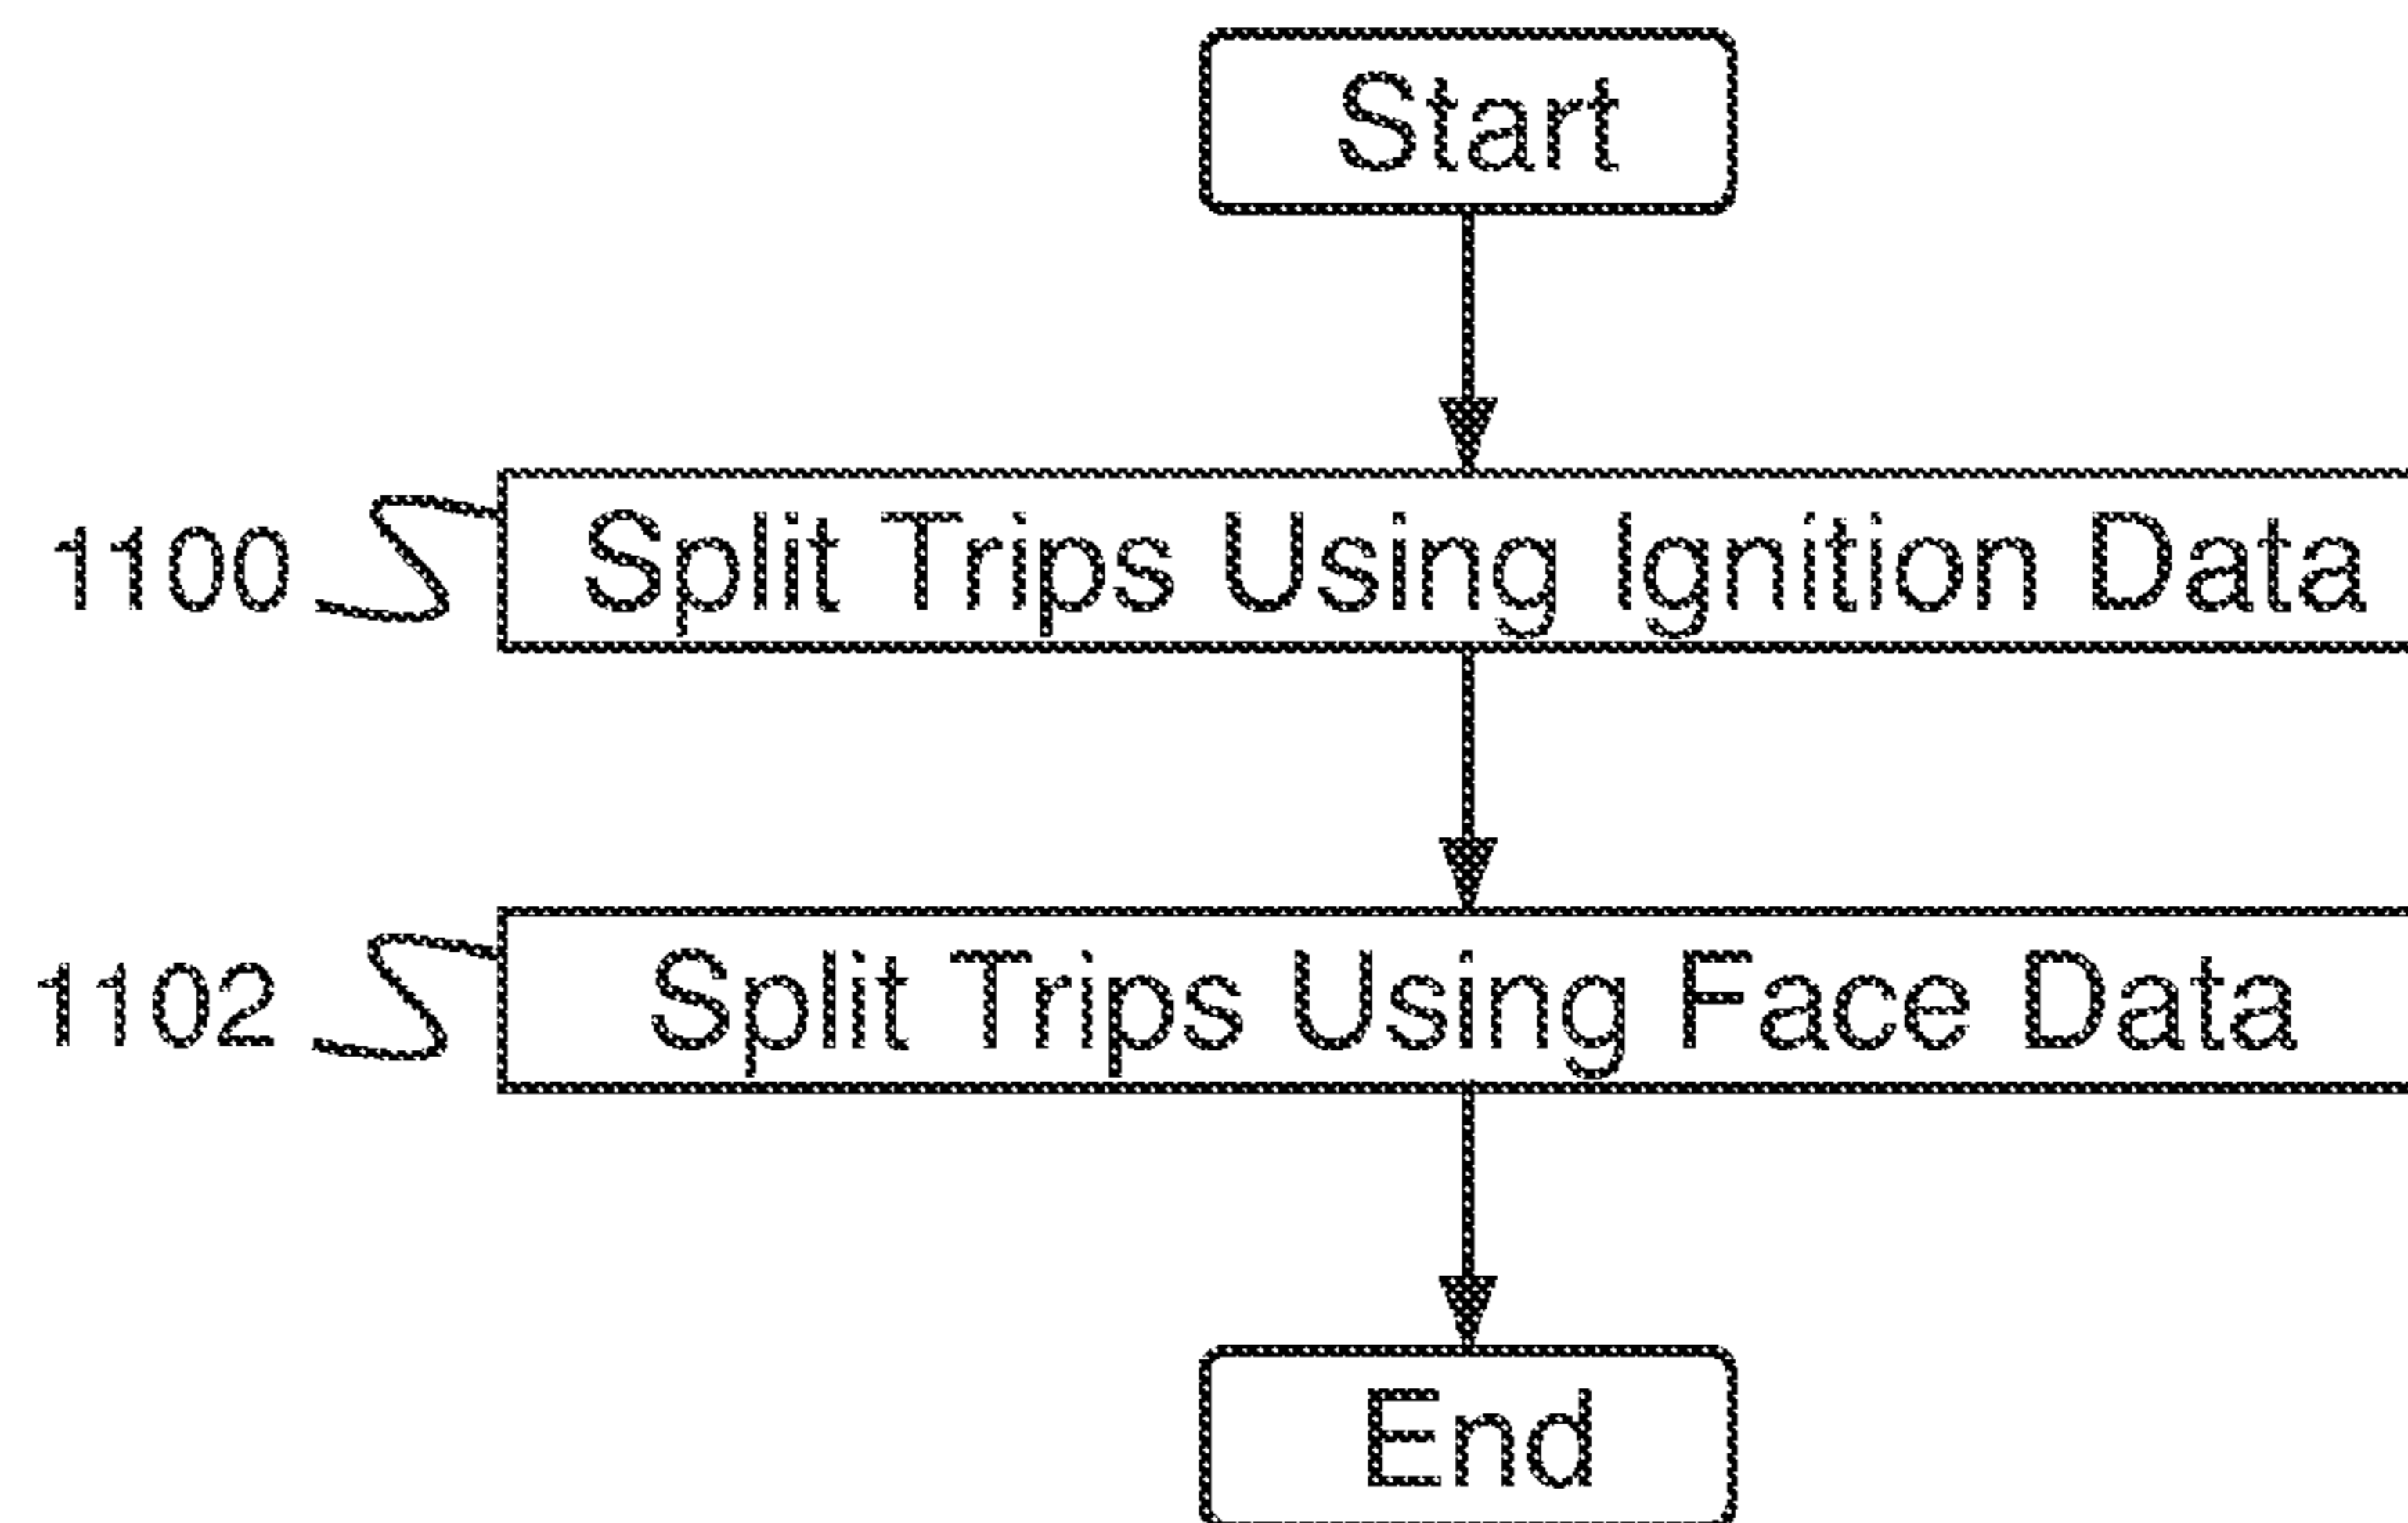 Start
1100 Split Trips Using Ignition Data
1102 Split Trips Using Face Data
End